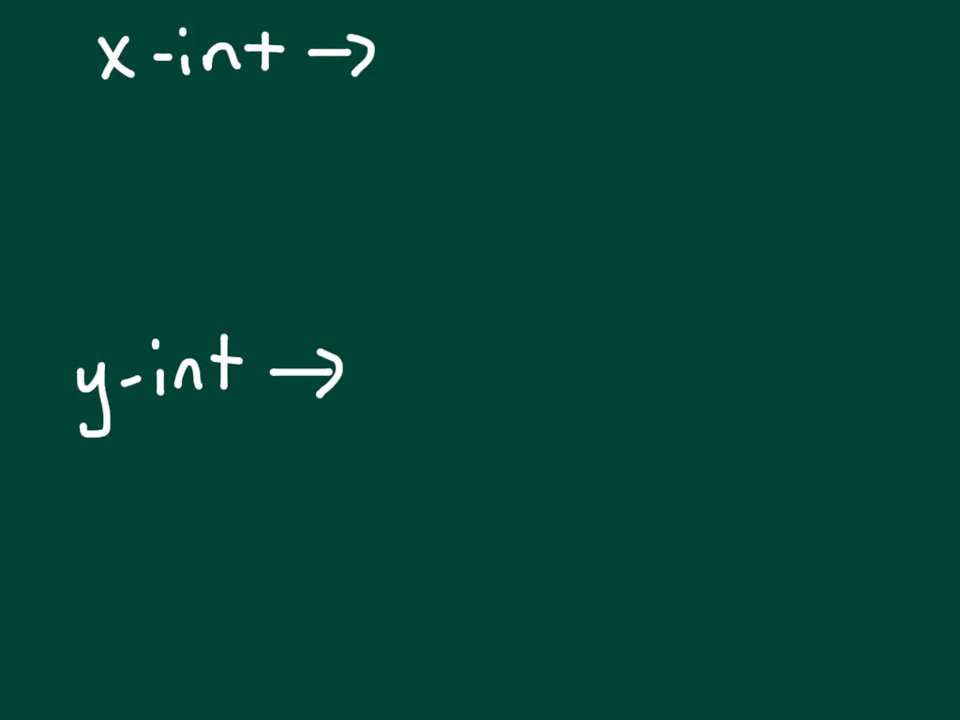 x-int →
y-int →